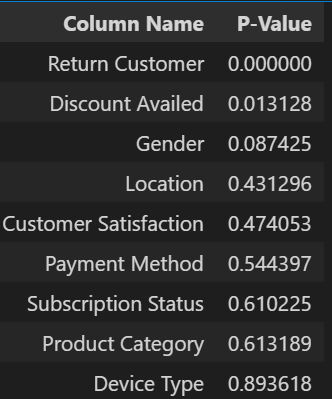 Column Name P-Value
Return Customer 0.000000
Discount Availed 0.013128
Gender 0.087425
Location 0.431296
Customer Satisfaction 0.474053
Payment Method 0.544397
Subscription Status 0.610225
Product Category 0.613189
Device Type 0.893618